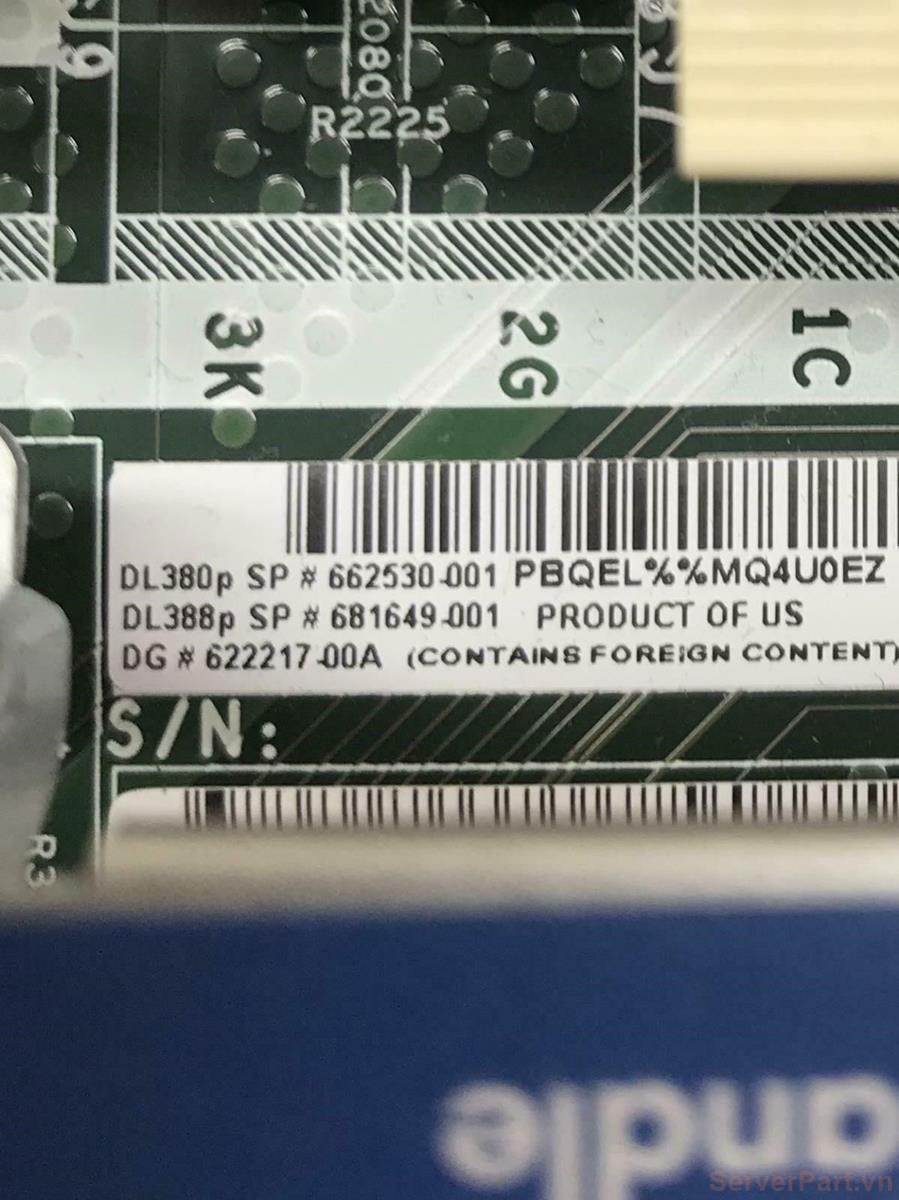 2080
R2225
3K
2G
1C
DL380p SP # 662530-001 PBQEL%%MQ4U0EZ
DL388p SP # 681649-001 PRODUCT OF US
DG # 622217-00A (CONTAINS FOREIGN CONTENT)
S/N:
R3
andle
ServerPart.vn